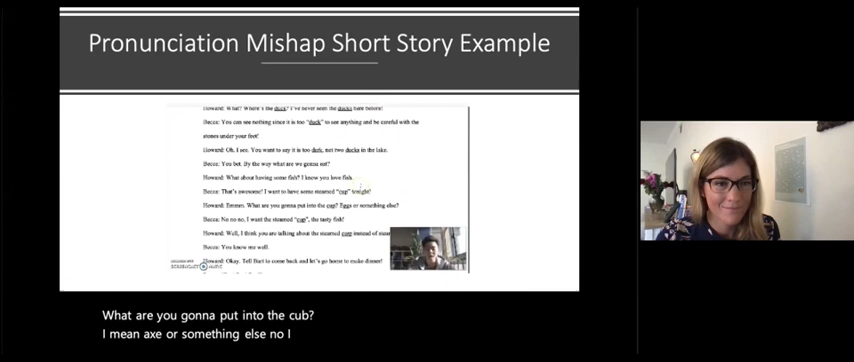 Pronunciation Mishap Short Story Example
Howard: What? Where's the duck? I've never seen the ducks here before!
Becca: You can see nothing since it is too "duck" to see anything and be careful with the
stones under your foot!
Howard: Oh, I see. You want to say it is too dark, not two ducks in the lake.
Becca: You bet. By the way what are we gonna eat?
Howard: What about having some fish? I know you love fish.
Becca: That's awesome! I want to have some steamed "cup" tonight!
Howard: Emmm. What are you gonna put into the cup? Eggs or something else?
Becca: No no no, I want the steamed "cup", the tasty fish!
Howard: Well, I think you are talking about the steamed carp instead of
Becca: You know me well.
Howard: Okay. Tell Bart to come back and let's go home to make dinner!
SCREENCAST MATIC
What are you gonna put into the cub?
I mean axe or something else no I